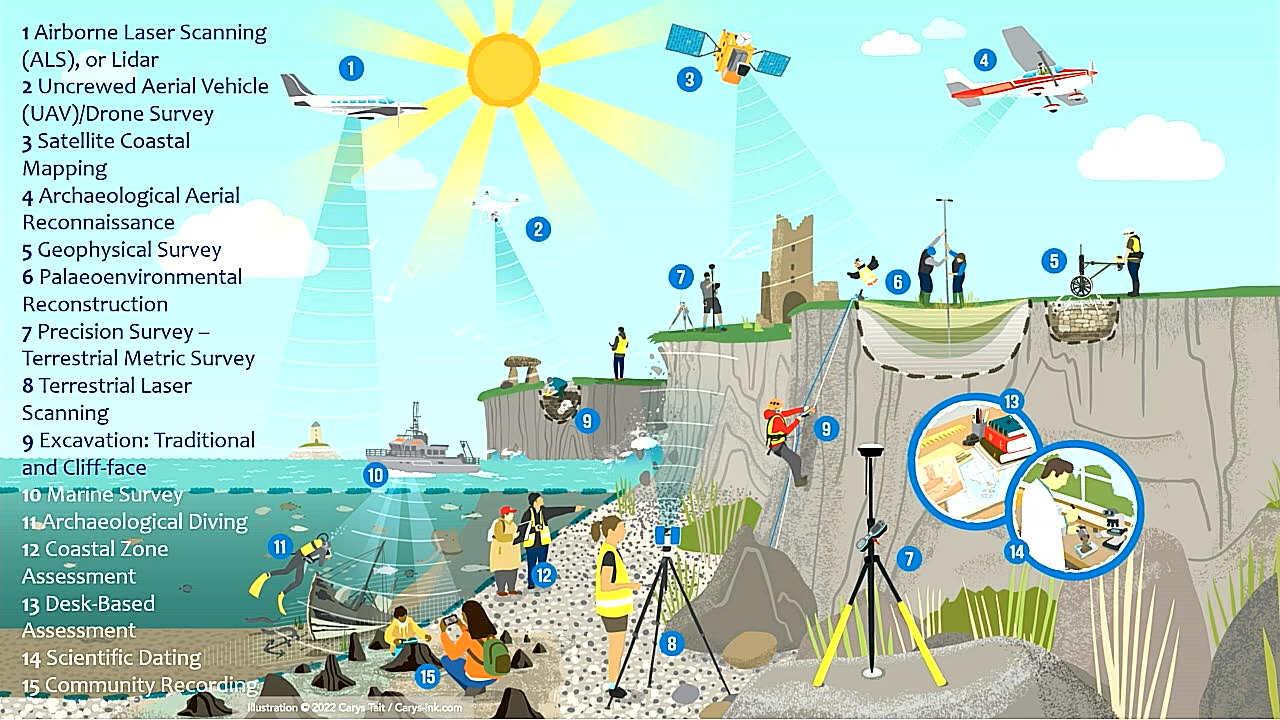 1 Airborne Laser Scanning
(ALS), or Lidar
2 Uncrewed Aerial Vehicle
(UAV)/Drone Survey
3 Satellite Coastal
Mapping
4 Archaeological Aerial
Reconnaissance
5 Geophysical Survey
6 Palaeoenvironmental
Reconstruction
7 Precision Survey –
Terrestrial Metric Survey
8 Terrestrial Laser
Scanning
9 Excavation: Traditional
and Cliff-face
10 Marine Survey
11 Archaeological Diving
12 Coastal Zone
Assessment
13 Desk-Based
Assessment
14 Scientific Dating
15 Community Recording
1
3
4
2
7
6
5
9
9
13
10
11
12
14
7
8
15
Illustration © 2022 Carys Tait / Carys-ink.com